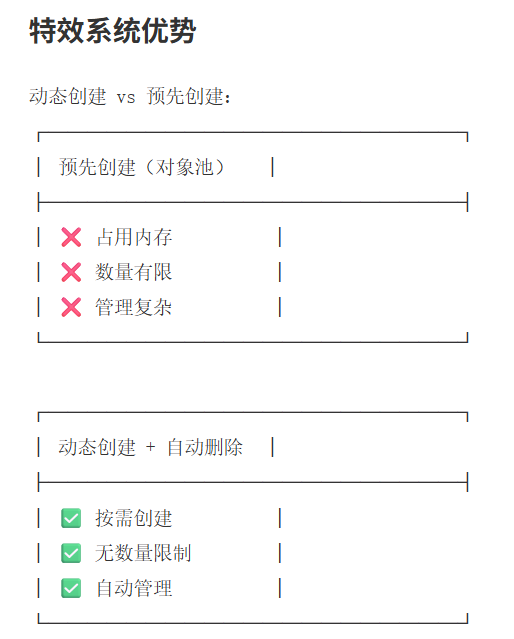 特效系统优势
动态创建 vs 预先创建:
┌─────────────────────┐
│ 预先创建（对象池） │
├─────────────────────┤
│ ❌ 占用内存 │
│ ❌ 数量有限 │
│ ❌ 管理复杂 │
└─────────────────────┘
┌─────────────────────┐
│ 动态创建 + 自动删除 │
├─────────────────────┤
│ ✅ 按需创建 │
│ ✅ 无数量限制 │
│ ✅ 自动管理 │
└─────────────────────┘